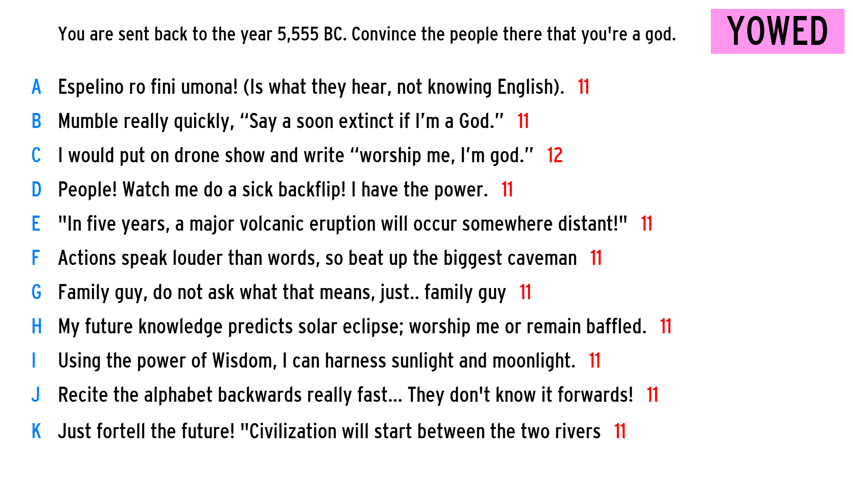 You are sent back to the year 5,555 BC. Convince the people there that you're a god.
YOWED
A Espelino ro fini umona! (Is what they hear, not knowing English). 11
B Mumble really quickly, “Say a soon extinct if I’m a God.” 11
C I would put on drone show and write “worship me, I’m god.” 12
D People! Watch me do a sick backflip! I have the power. 11
E "In five years, a major volcanic eruption will occur somewhere distant!" 11
F Actions speak louder than words, so beat up the biggest caveman 11
G Family guy, do not ask what that means, just.. family guy 11
H My future knowledge predicts solar eclipse; worship me or remain baffled. 11
I Using the power of Wisdom, I can harness sunlight and moonlight. 11
J Recite the alphabet backwards really fast... They don't know it forwards! 11
K Just fortell the future! "Civilization will start between the two rivers 11